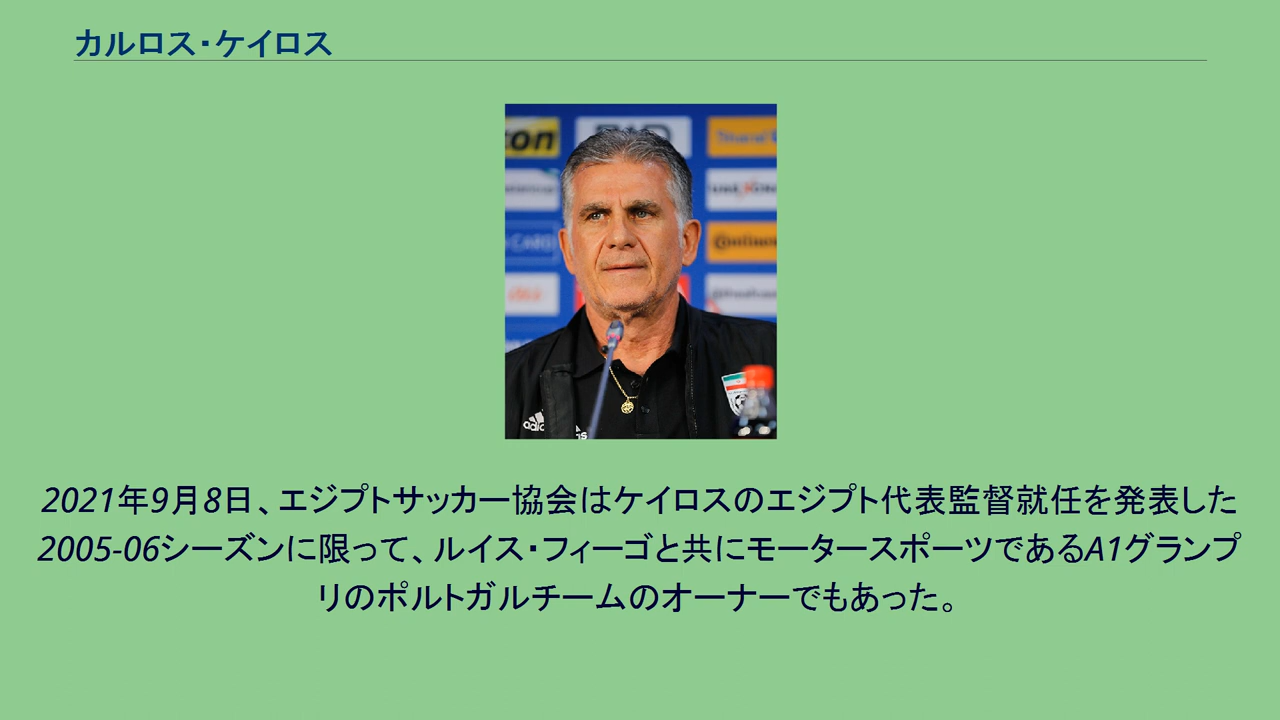 カルロス・ケイロス
Continental
adidas
2021年9月8日、エジプトサッカー協会はケイロスのエジプト代表監督就任を発表した
2005-06シーズンに限って、ルイス・フィーゴと共にモータースポーツであるA1グランプ
リのポルトガルチームのオーナーでもあった。